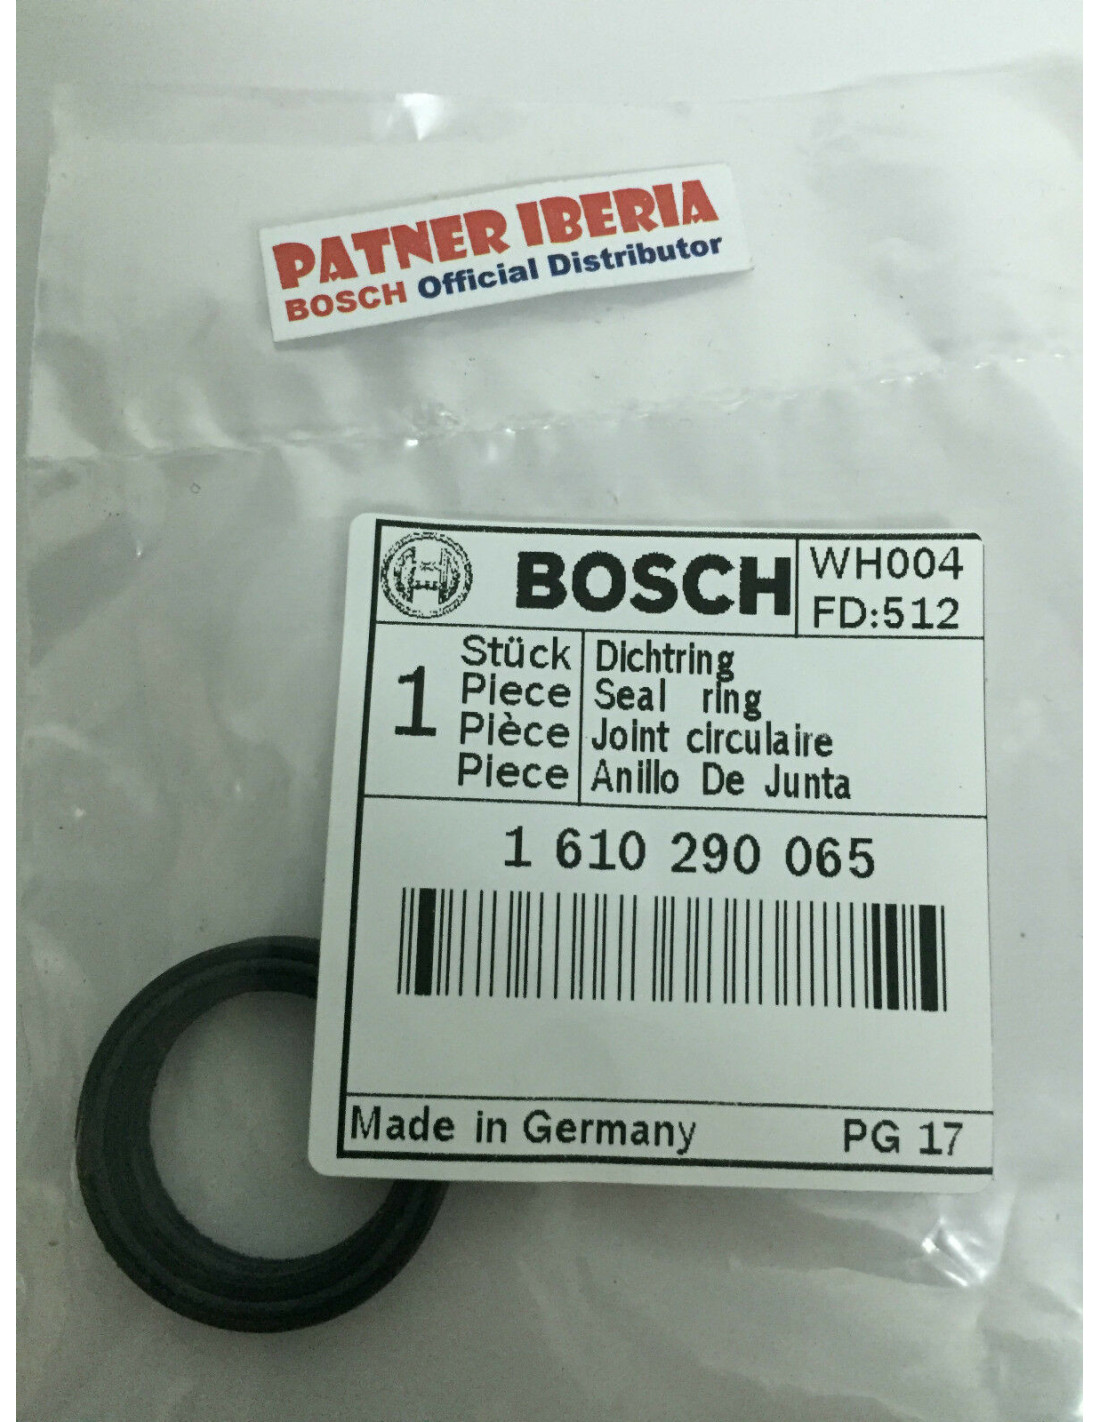 PATNER IBERIA
BOSCH Official Distributor
BOSCH
WH004
FD:512
1
Stück
Piece
Pièce
Piece
Dichtring
Seal ring
Joint circulaire
Anillo De Junta
1 610 290 065
Made in Germany
PG 17